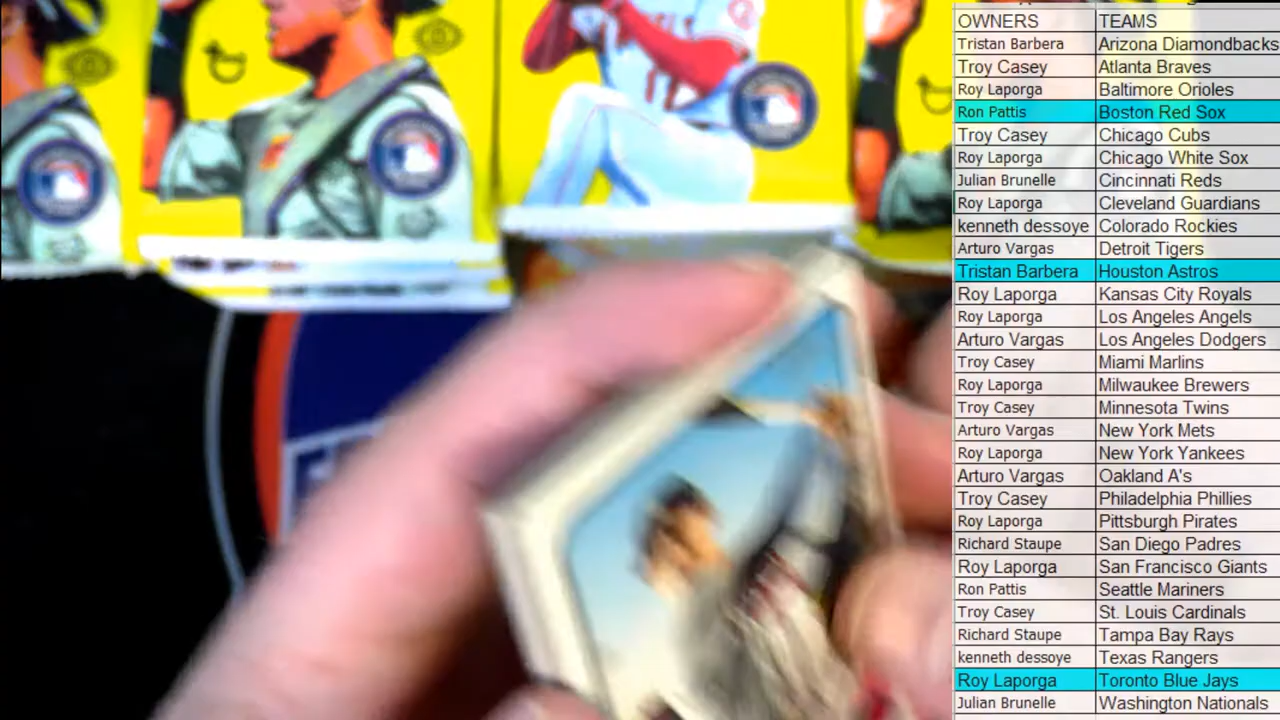 OWNERS TEAMS
Tristan Barbera Arizona Diamondbacks
Troy Casey Atlanta Braves
Roy Laporga Baltimore Orioles
Ron Pattis Boston Red Sox
Troy Casey Chicago Cubs
Roy Laporga Chicago White Sox
Julian Brunelle Cincinnati Reds
Roy Laporga Cleveland Guardians
kenneth dessoye Colorado Rockies
Arturo Vargas Detroit Tigers
Tristan Barbera Houston Astros
Roy Laporga Kansas City Royals
Roy Laporga Los Angeles Angels
Arturo Vargas Los Angeles Dodgers
Troy Casey Miami Marlins
Roy Laporga Milwaukee Brewers
Troy Casey Minnesota Twins
Arturo Vargas New York Mets
Roy Laporga New York Yankees
Arturo Vargas Oakland A's
Troy Casey Philadelphia Phillies
Roy Laporga Pittsburgh Pirates
Richard Staupe San Diego Padres
Roy Laporga San Francisco Giants
Ron Pattis Seattle Mariners
Troy Casey St. Louis Cardinals
Richard Staupe Tampa Bay Rays
kenneth dessoye Texas Rangers
Roy Laporga Toronto Blue Jays
Julian Brunelle Washington Nationals